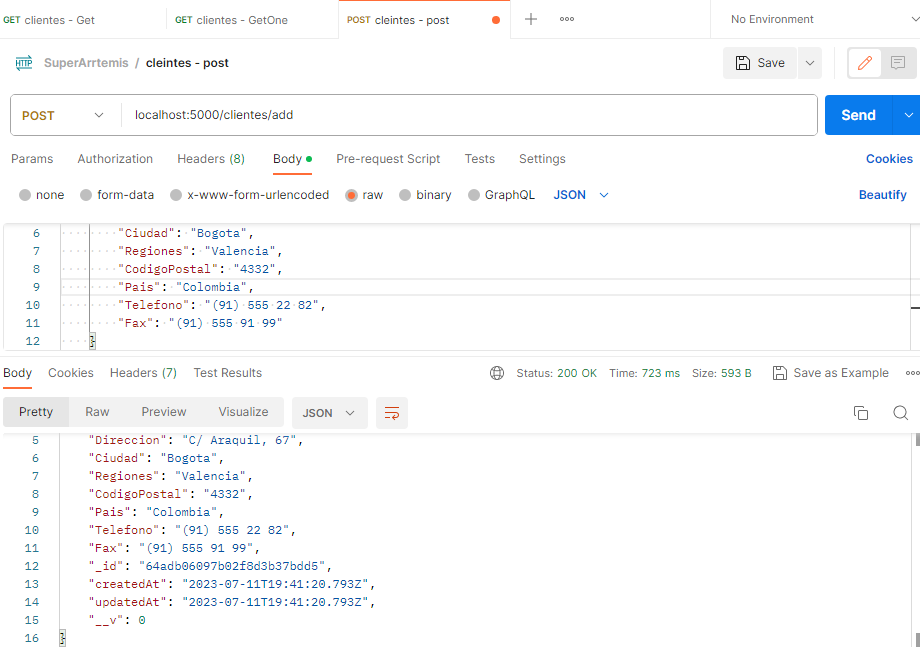 GET clientes - Get GET clientes - GetOne POST cleintes - post + ooo No Environment
HTTP SuperArrtemis / cleintes - post Save
POST localhost:5000/clientes/add Send
Params Authorization Headers (8) Body Pre-request Script Tests Settings Cookies
none form-data x-www-form-urlencoded raw binary GraphQL JSON Beautify
6 "Ciudad": "Bogota",
7 "Regiones": "Valencia",
8 "CodigoPostal": "4332",
9 "Pais": "Colombia",
10 "Telefono": "(91) 555 22 82",
11 "Fax": "(91) 555 91 99"
12 }
Body Cookies Headers (7) Test Results Status: 200 OK Time: 723 ms Size: 593 B Save as Example
Pretty Raw Preview Visualize JSON
5 "Direccion": "C/ Araquil, 67",
6 "Ciudad": "Bogota",
7 "Regiones": "Valencia",
8 "CodigoPostal": "4332",
9 "Pais": "Colombia",
10 "Telefono": "(91) 555 22 82",
11 "Fax": "(91) 555 91 99",
12 "_id": "64adb06097b02f8d3b37bdd5",
13 "createdAt": "2023-07-11T19:41:20.793Z",
14 "updatedAt": "2023-07-11T19:41:20.793Z",
15 "__v": 0
16 }